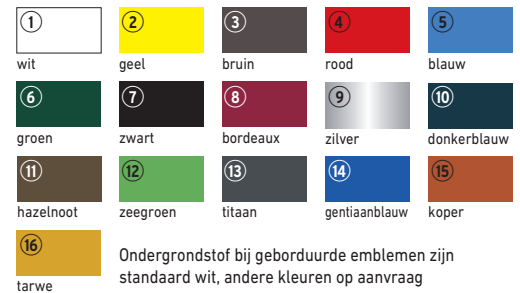 1 2 3 4 5
wit geel bruin rood blauw
6 7 8 9 10
groen zwart bordeaux zilver donkerblauw
11 12 13 14 15
hazelnoot zeegroen titaan gentiaanblauw koper
16
tarwe
Ondergrondstof bij geborduurde emblemen zijn
standaard wit, andere kleuren op aanvraag